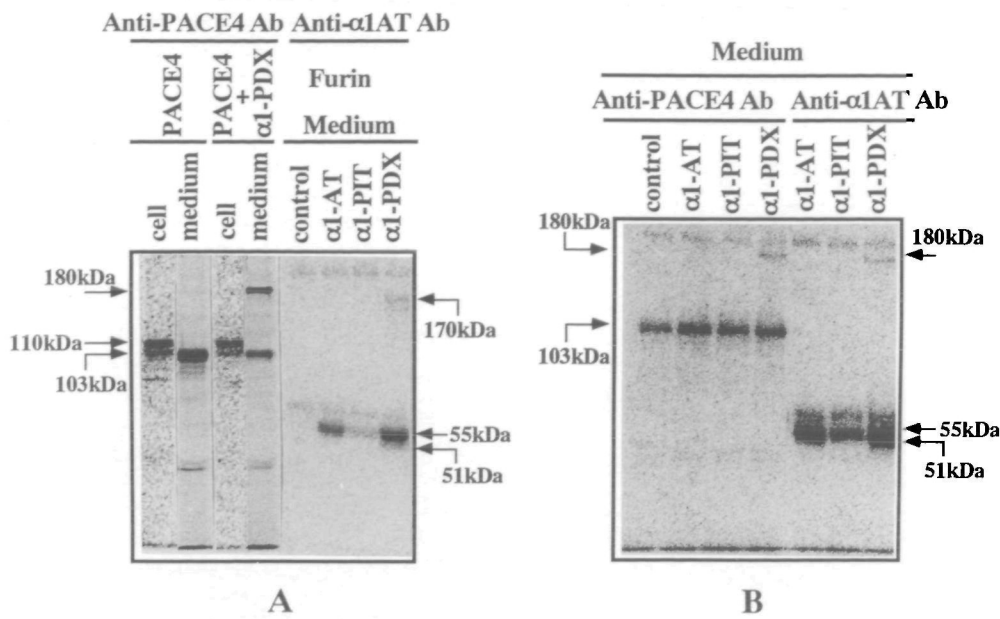 Anti-PACE4 Ab Anti-α1AT Ab
PACE4
PACE4
+
α1-PDX
Furin
Medium
cell
medium
cell
medium
control
α1-AT
α1-PIT
α1-PDX
180kDa
110kDa
103kDa
170kDa
55kDa
51kDa
A
Medium
Anti-PACE4 Ab Anti-α1AT Ab
control
α1-AT
α1-PIT
α1-PDX
α1-AT
α1-PIT
α1-PDX
180kDa
103kDa
180kDa
55kDa
51kDa
B